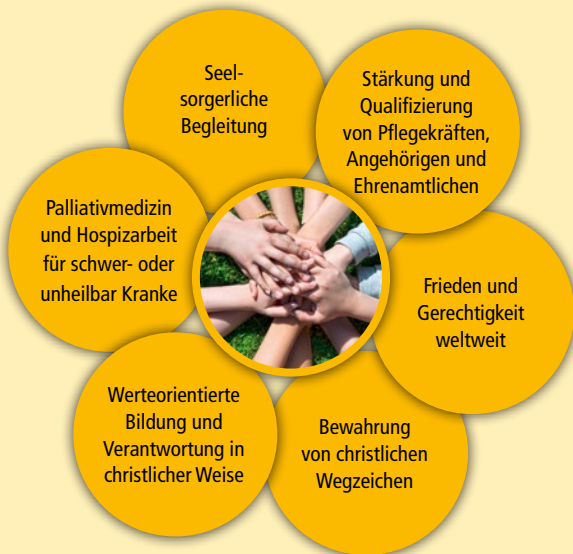 Seel-
sorgerliche
Begleitung
Stärkung und
Qualifizierung
von Pflegekräften,
Angehörigen und
Ehrenamtlichen
Palliativmedizin
und Hospizarbeit
für schwer- oder
unheilbar Kranke
Frieden und
Gerechtigkeit
weltweit
Werteorientierte
Bildung und
Verantwortung in
christlicher Weise
Bewahrung
von christlichen
Wegzeichen